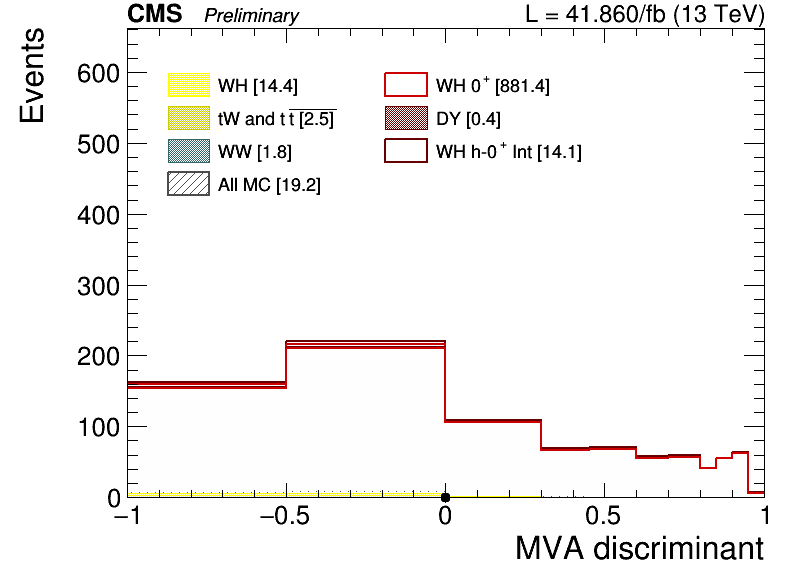 CMS Preliminary L = 41.860/fb (13 TeV)
Events
600
500
400
300
200
100
0
WH [14.4]
tW and t t [2.5]
WW [1.8]
All MC [19.2]
WH 0+ [881.4]
DY [0.4]
WH h-0+ Int [14.1]
−1 −0.5 0 0.5 1
MVA discriminant